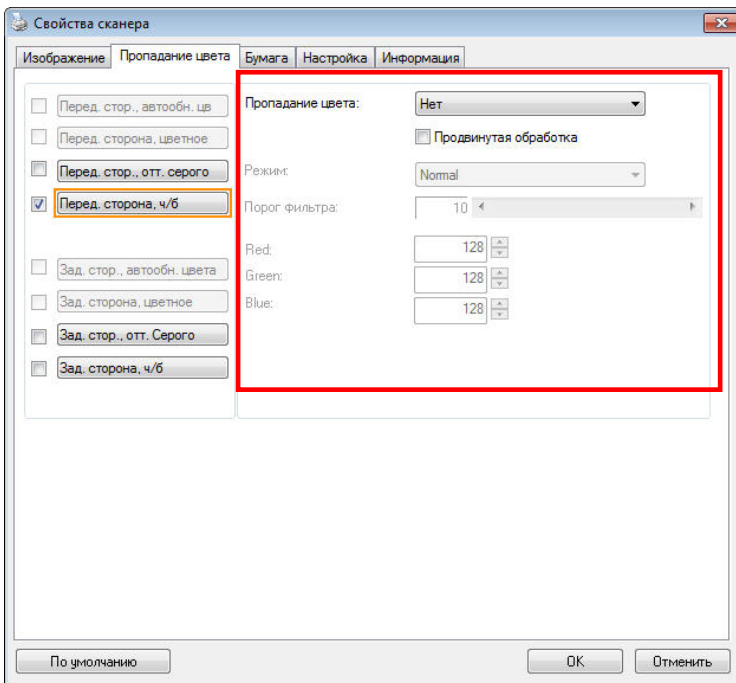 Свойства сканера
Изображение Пропадание цвета Бумага Настройка Информация
Перед. стор., автообн. цв
Перед. сторона, цветное
Перед. стор., отт. серого
Перед. сторона, ч/б
Зад. стор., автообн. цвета
Зад. сторона, цветное
Зад. стор., отт. Серого
Зад. сторона, ч/б
Пропадание цвета: Нет
Продвинутая обработка
Режим: Normal
Порог фильтра: 10
Red: 128
Green: 128
Blue: 128
По умолчанию OK Отменить